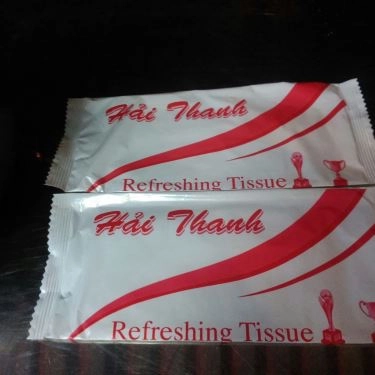 Hải Thanh
Refreshing Tissue
Hải Thanh
Refreshing Tissue